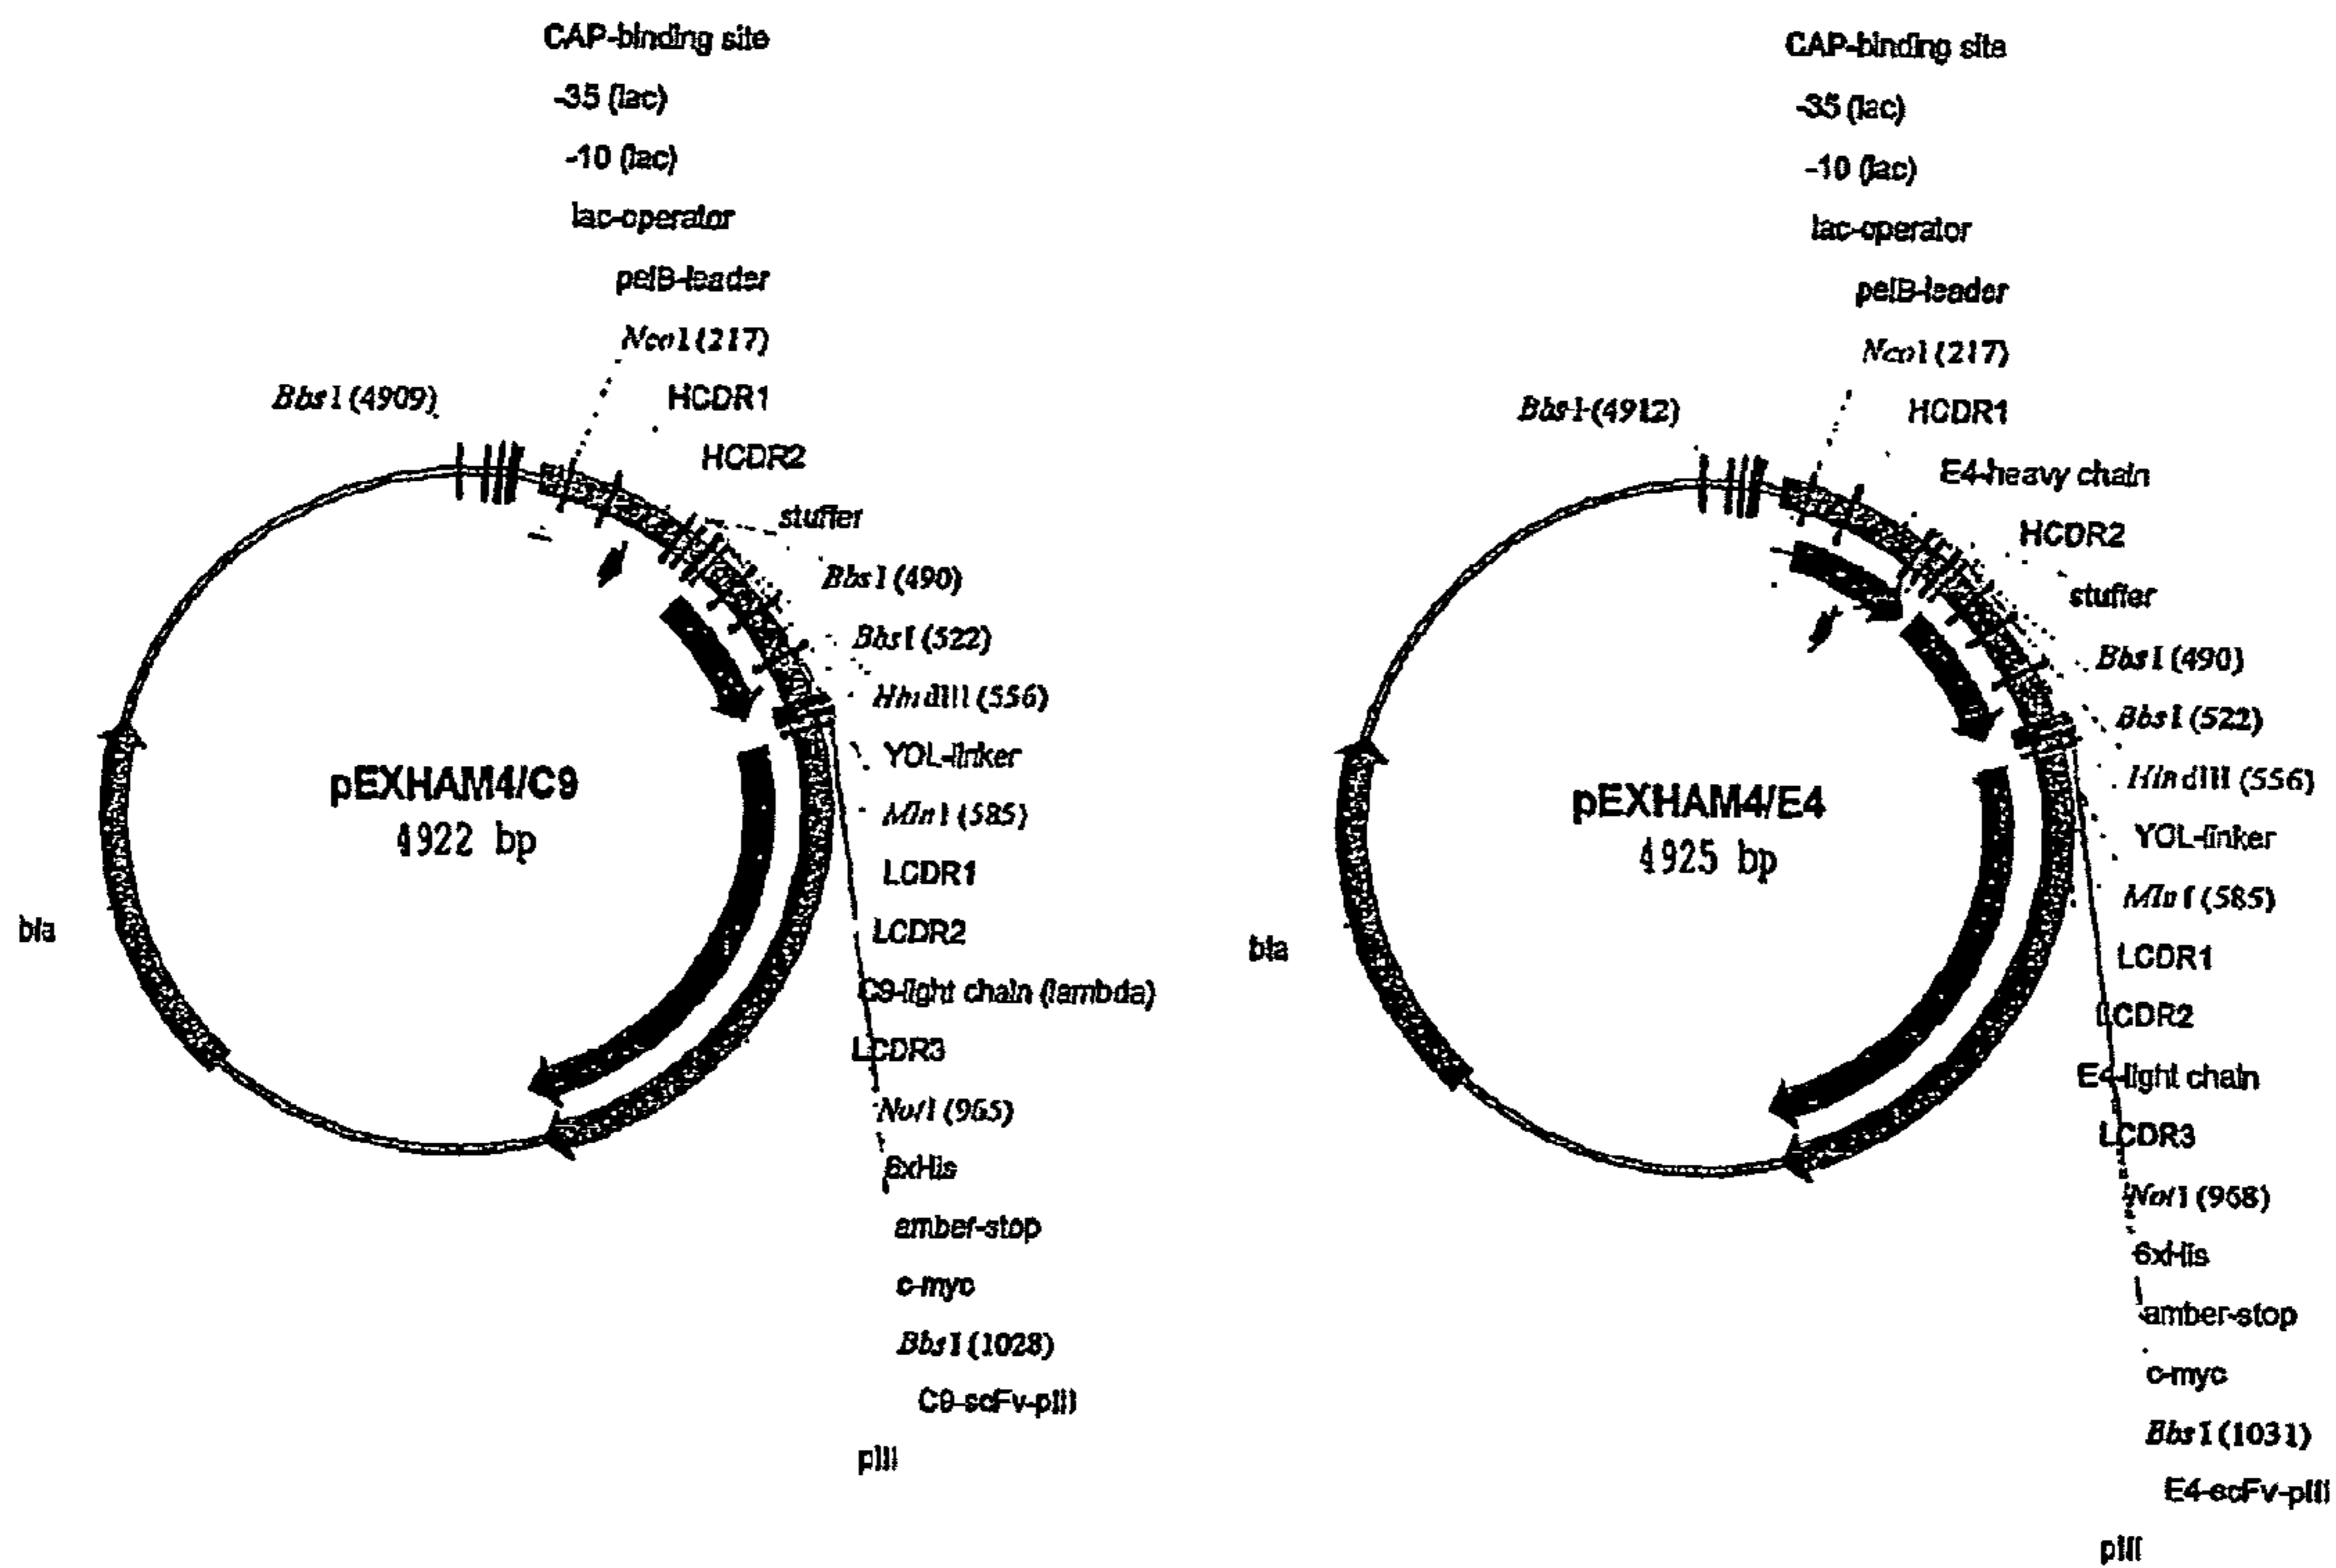 CAP-binding site
-35 (lac)
-10 (lac)
lac-operator
pelB-leader
NcoI (217)
BbsI (4909)
HCDR1
HCDR2
stuffer
BbsI (490)
BbsI (522)
HindIII (556)
YOL-linker
MluI (585)
LCDR1
LCDR2
C9-light chain (lambda)
LCDR3
NotI (965)
6xHis
amber-stop
c-myc
BbsI (1028)
C9-scFv-pIII
pIII
bla
pEXHAM4/C9
4922 bp
CAP-binding site
-35 (lac)
-10 (lac)
lac-operator
pelB-leader
NcoI (217)
BbsI (4912)
HCDR1
E4-heavy chain
HCDR2
stuffer
BbsI (490)
BbsI (522)
HindIII (556)
YOL-linker
MluI (585)
LCDR1
LCDR2
E4-light chain
LCDR3
NotI (968)
6xHis
amber-stop
c-myc
BbsI (1031)
E4-scFv-pIII
pIII
bla
pEXHAM4/E4
4925 bp